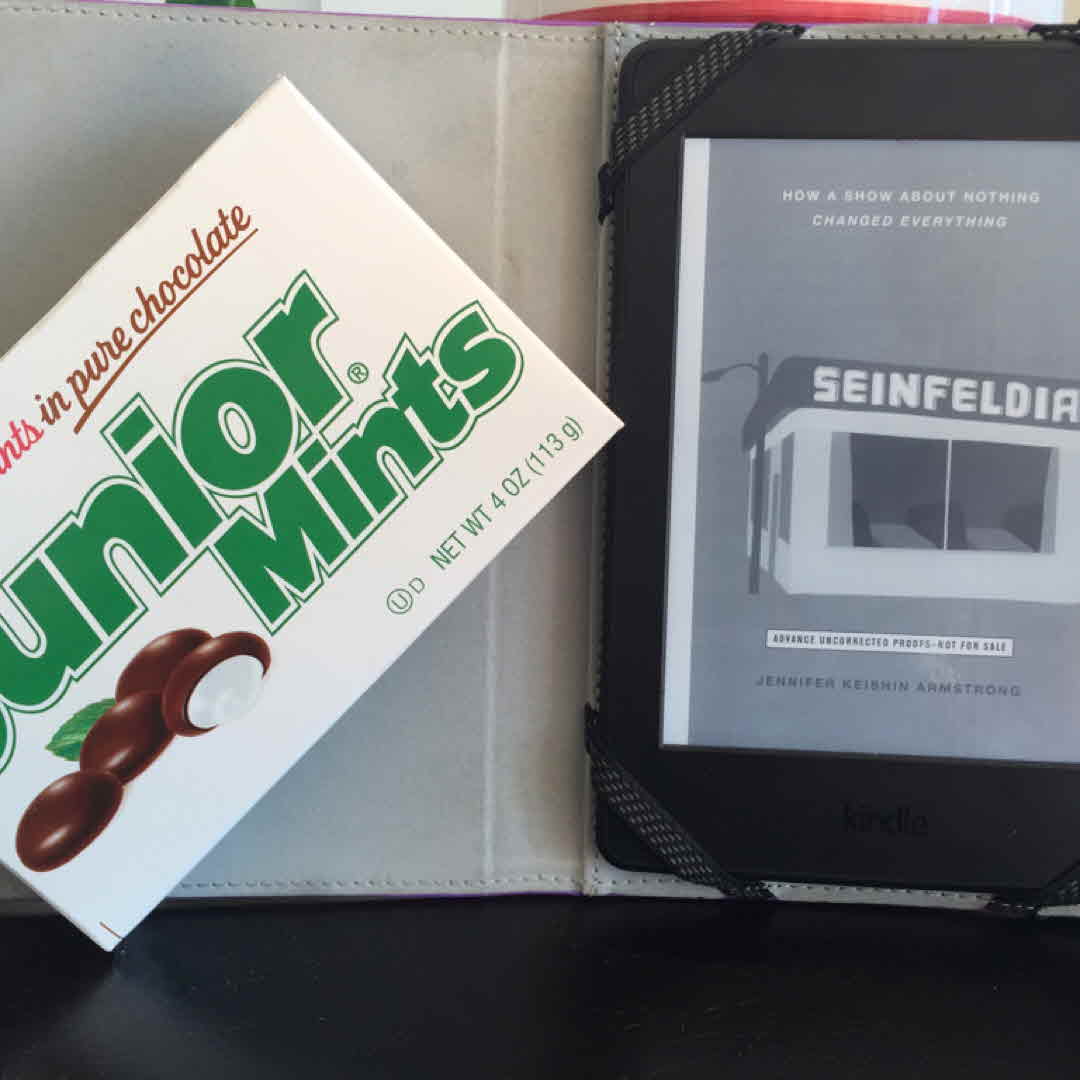 nts in pure chocolate
unior®
Mints
Ⓤ D NET WT 4 OZ (113 g)
HOW A SHOW ABOUT NOTHING
CHANGED EVERYTHING
SEINFELDIA
ADVANCE UNCORRECTED PROOFS–NOT FOR SALE
JENNIFER KEISHIN ARMSTRONG
kindle